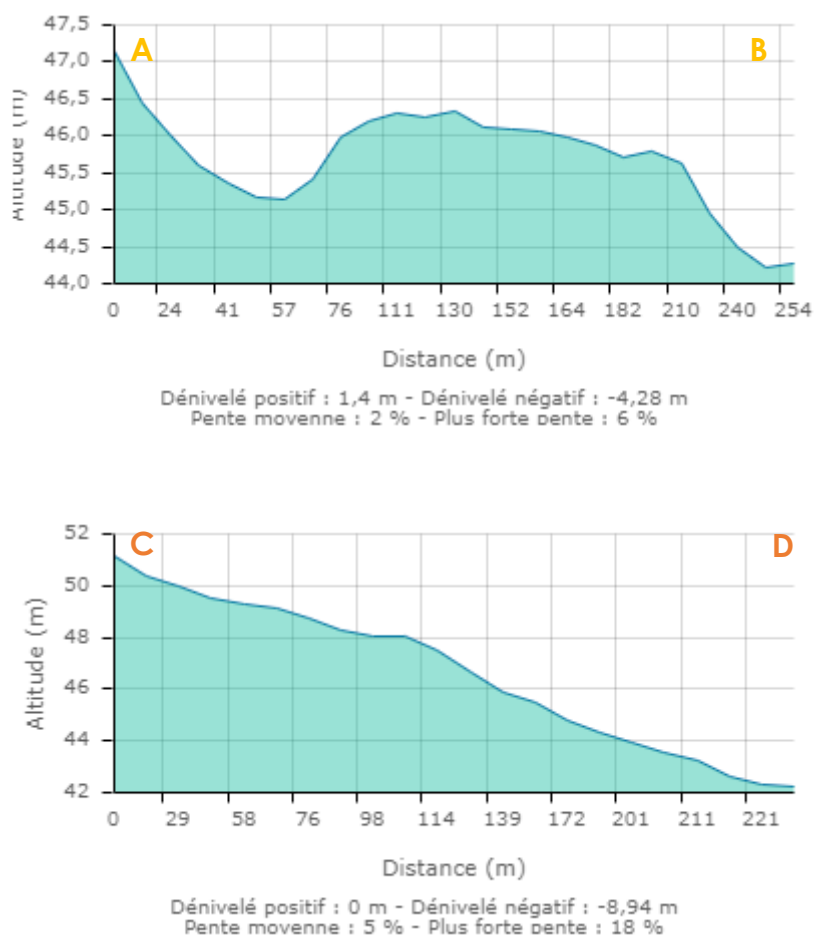 47,5
A
B
47,0
46,5
46,0
45,5
45,0
44,5
44,0
Altitude (m)
0 24 41 57 76 111 130 152 164 182 210 240 254
Distance (m)
Dénivelé positif : 1,4 m - Dénivelé négatif : -4,28 m
Pente moyenne : 2 % - Plus forte pente : 6 %
52
C
D
50
48
46
44
42
Altitude (m)
0 29 58 76 98 114 139 172 201 211 221
Distance (m)
Dénivelé positif : 0 m - Dénivelé négatif : -8,94 m
Pente moyenne : 5 % - Plus forte pente : 18 %